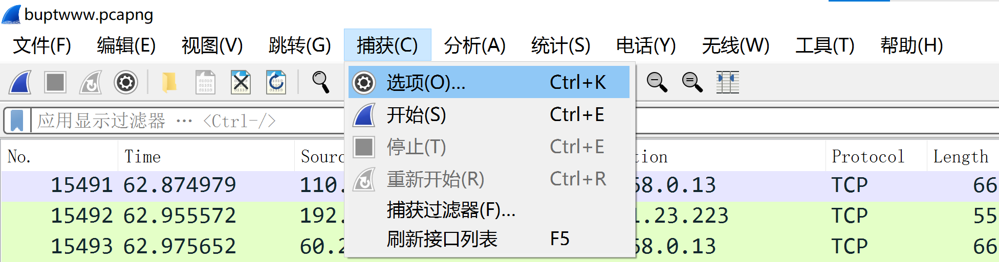 buptwww.pcapng
文件(F) 编辑(E) 视图(V) 跳转(G) 捕获(C) 分析(A) 统计(S) 电话(Y) 无线(W) 工具(T) 帮助(H)
选项(O)... Ctrl+K
应用显示过滤器 … <Ctrl-/>
开始(S) Ctrl+E
停止(T) Ctrl+E
重新开始(R) Ctrl+R
捕获过滤器(F)...
刷新接口列表 F5
No. Time Sourc tion Protocol Length
15491 62.874979 110. 58.0.13 TCP 66
15492 62.955572 192. 1.23.223 TCP 55
15493 62.975652 60.2 58.0.13 TCP 66